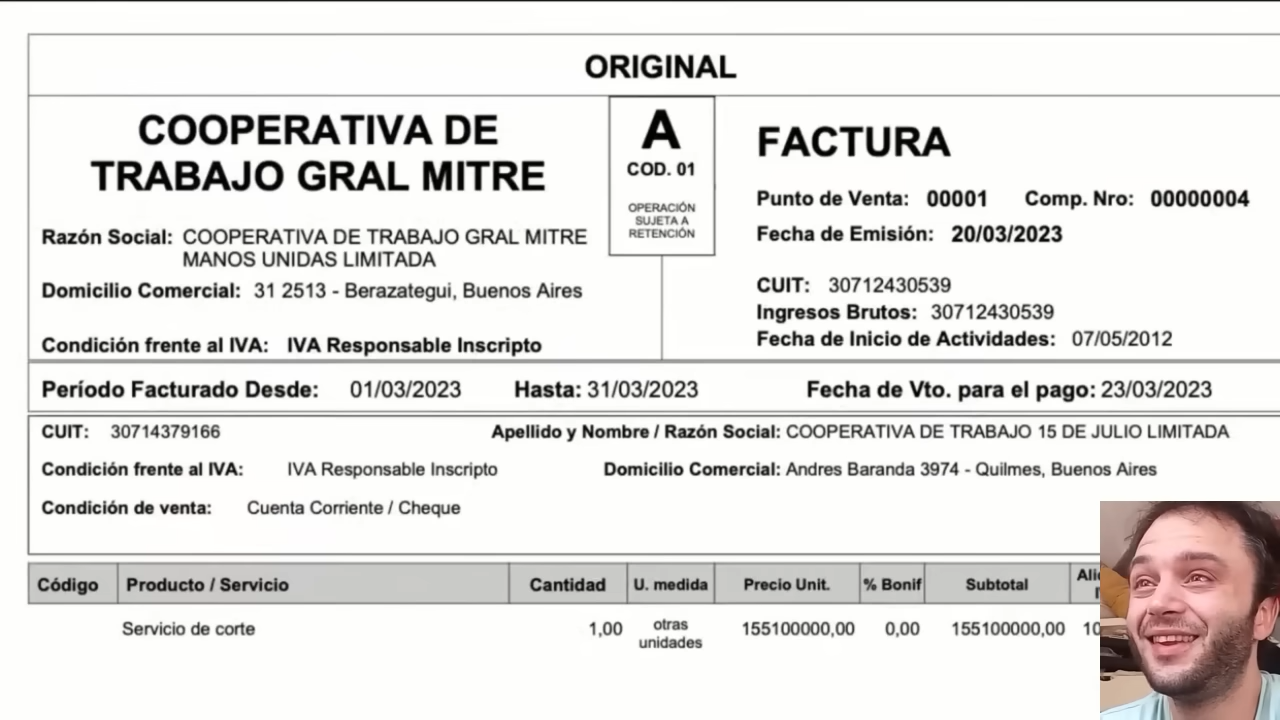 ORIGINAL
COOPERATIVA DE
TRABAJO GRAL MITRE
A
COD. 01
OPERACIÓN
SUJETA A
RETENCIÓN
FACTURA
Punto de Venta: 00001 Comp. Nro: 00000004
Fecha de Emisión: 20/03/2023
Razón Social: COOPERATIVA DE TRABAJO GRAL MITRE
MANOS UNIDAS LIMITADA
Domicilio Comercial: 31 2513 - Berazategui, Buenos Aires
Condición frente al IVA: IVA Responsable Inscripto
CUIT: 30712430539
Ingresos Brutos: 30712430539
Fecha de Inicio de Actividades: 07/05/2012
Período Facturado Desde: 01/03/2023 Hasta: 31/03/2023 Fecha de Vto. para el pago: 23/03/2023
CUIT: 30714379166 Apellido y Nombre / Razón Social: COOPERATIVA DE TRABAJO 15 DE JULIO LIMITADA
Condición frente al IVA: IVA Responsable Inscripto Domicilio Comercial: Andres Baranda 3974 - Quilmes, Buenos Aires
Condición de venta: Cuenta Corriente / Cheque
Código Producto / Servicio Cantidad U. medida Precio Unit. % Bonif Subtotal
Servicio de corte 1,00 otras unidades 155100000,00 0,00 155100000,00